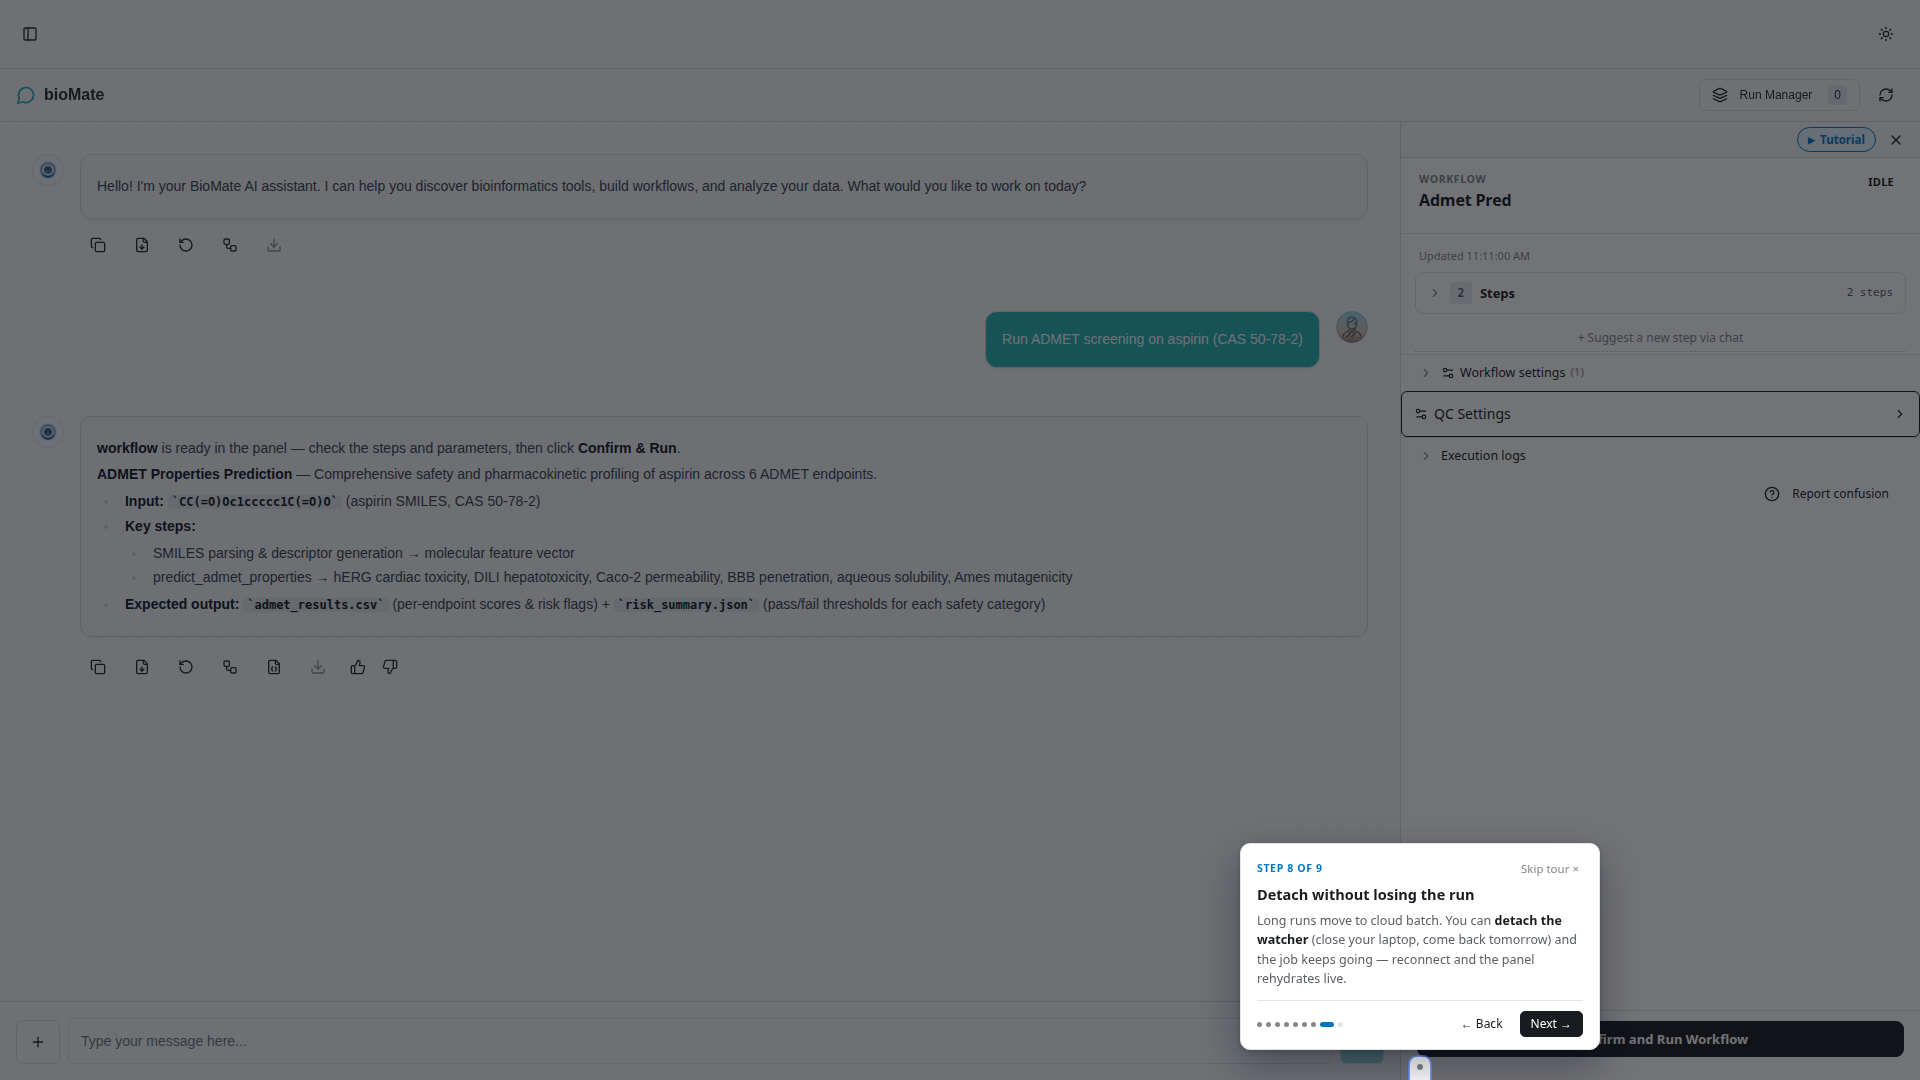 bioMate
Run Manager 0
▶ Tutorial
Hello! I'm your BioMate AI assistant. I can help you discover bioinformatics tools, build workflows, and analyze your data. What would you like to work on today?
Run ADMET screening on aspirin (CAS 50-78-2)
workflow is ready in the panel — check the steps and parameters, then click Confirm & Run.
ADMET Properties Prediction — Comprehensive safety and pharmacokinetic profiling of aspirin across 6 ADMET endpoints.
Input: `CC(=O)Oc1ccccc1C(=O)O` (aspirin SMILES, CAS 50-78-2)
Key steps:
SMILES parsing & descriptor generation → molecular feature vector
predict_admet_properties → hERG cardiac toxicity, DILI hepatotoxicity, Caco-2 permeability, BBB penetration, aqueous solubility, Ames mutagenicity
Expected output: `admet_results.csv` (per-endpoint scores & risk flags) + `risk_summary.json` (pass/fail thresholds for each safety category)
Type your message here...
WORKFLOW
IDLE
Admet Pred
Updated 11:11:00 AM
2 Steps 2 steps
+ Suggest a new step via chat
Workflow settings (1)
QC Settings
Execution logs
Report confusion
STEP 8 OF 9
Skip tour ×
Detach without losing the run
Long runs move to cloud batch. You can detach the
watcher (close your laptop, come back tomorrow) and
the job keeps going — reconnect and the panel
rehydrates live.
← Back
Next →
firm and Run Workflow